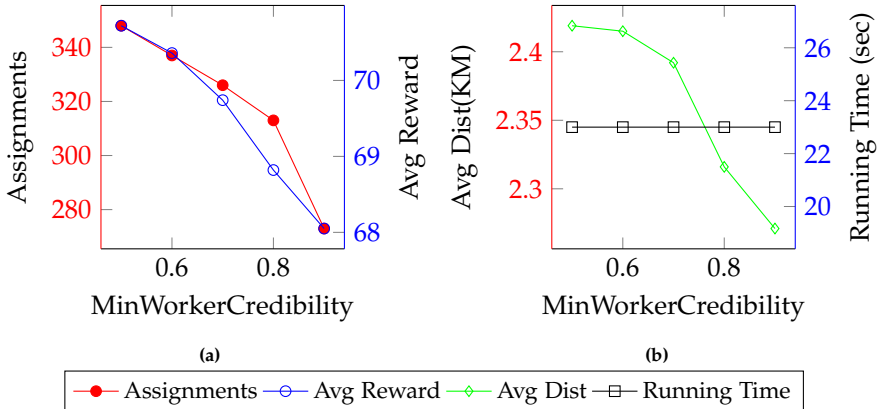 340
320
300
280
Assignments
70
69
68
Avg Reward
0.6 0.8
MinWorkerCredibility
(a)
2.4
2.35
2.3
Avg Dist(KM)
26
24
22
20
Running Time (sec)
0.6 0.8
MinWorkerCredibility
(b)
Assignments Avg Reward Avg Dist Running Time